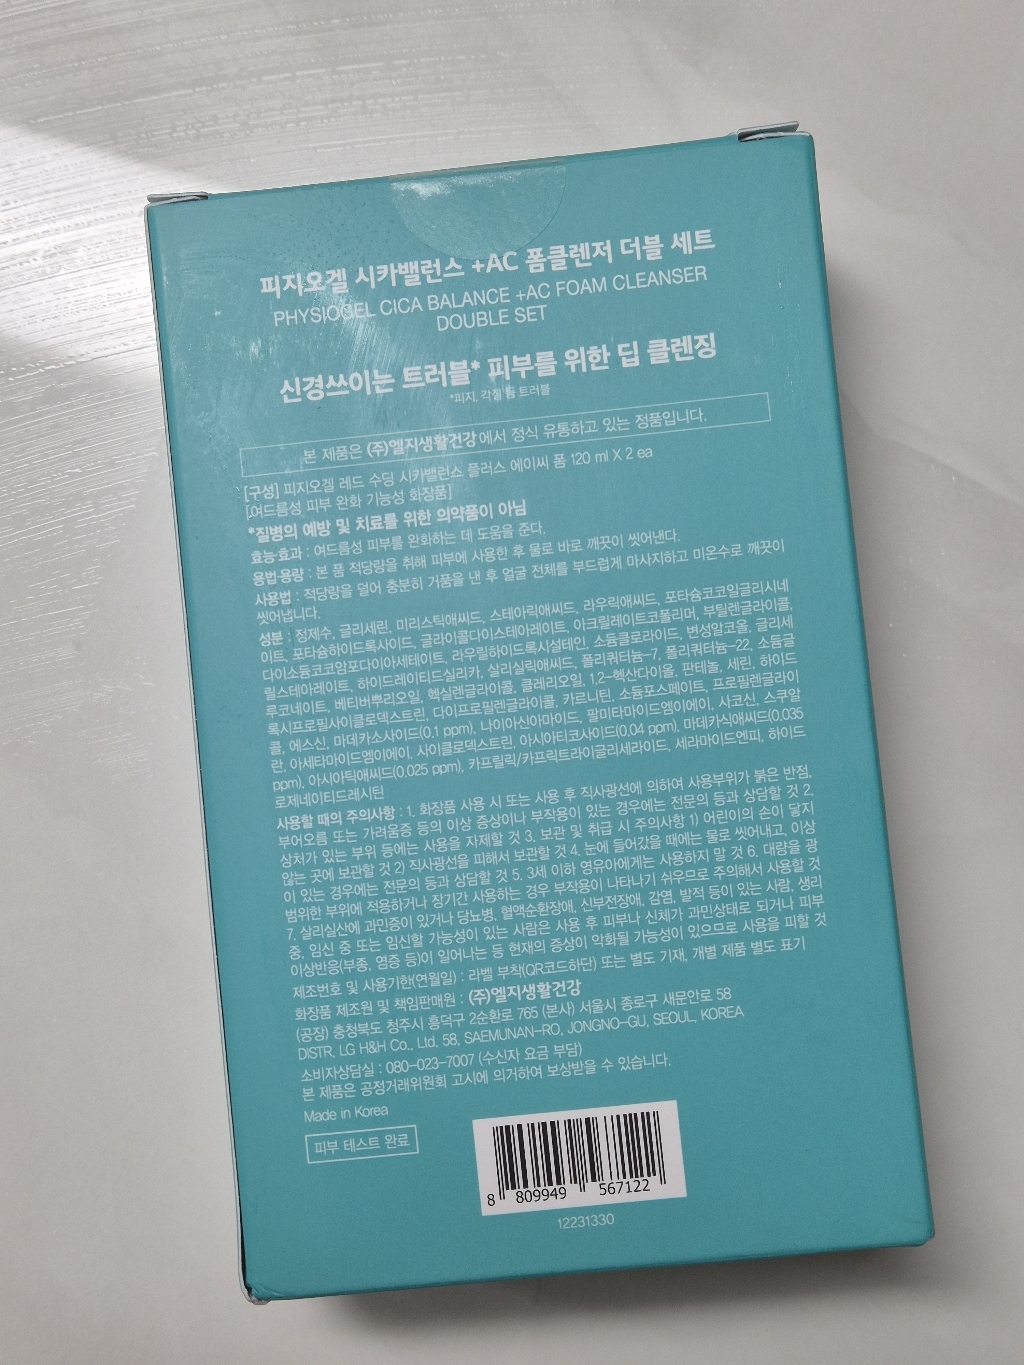 피지오겔 시카밸런스 +AC 폼클렌저 더블 세트
PHYSIOGEL CICA BALANCE +AC FOAM CLEANSER
DOUBLE SET
신경쓰이는 트러블* 피부를 위한 딥 클렌징
*피지, 각질 등 트러블
본 제품은 (주)엘지생활건강에서 정식 유통하고 있는 정품입니다.
[구성] 피지오겔 레드 수딩 시카밸런스 플러스 에이씨 폼 120 ml X 2 ea
[여드름성 피부 완화 기능성 화장품]
*질병의 예방 및 치료를 위한 의약품이 아님
효능·효과 : 여드름성 피부를 완화하는 데 도움을 준다.
용법·용량 : 본 품 적당량을 취해 피부에 사용한 후 물로 바로 깨끗이 씻어낸다.
사용법 : 적당량을 덜어 충분히 거품을 낸 후 얼굴 전체를 부드럽게 마사지하고 미온수로 깨끗이
씻어냅니다.
성분 : 정제수, 글리세린, 미리스틱애씨드, 스테아릭애씨드, 라우릭애씨드, 포타슘코코일글리시네
이트, 포타슘하이드록사이드, 글라이콜다이스테아레이트, 아크릴레이트코폴리머, 부틸렌글라이콜,
다이소듐코코암포다이아세테이트, 라우릴하이드록시설테인, 소듐클로라이드, 변성알코올, 글리세
릴스테아레이트, 하이드레이티드실리카, 살리실릭애씨드, 폴리쿼터늄-7, 폴리쿼터늄-22, 소듐글
루코네이트, 베티버뿌리오일, 헥실렌글라이콜, 클레리오일, 1,2-헥산다이올, 판테놀, 세린, 하이드
록시프로필사이클로덱스트린, 다이프로필렌글라이콜, 카르니틴, 소듐포스페이트, 프로필렌글라이
콜, 에스신, 마데카소사이드(0.1 ppm), 나이아신아마이드, 팔미타마이드엠이에이, 사코신, 스쿠알
란, 아세타마이드엠이에이, 사이클로덱스트린, 아시아티코사이드(0.04 ppm), 마데카식애씨드(0.035
ppm), 아시아틱애씨드(0.025 ppm), 카프릴릭/카프릭트라이글리세라이드, 세라마이드엔피, 하이드
로제네이티드레시틴
사용할 때의 주의사항 : 1. 화장품 사용 시 또는 사용 후 직사광선에 의하여 사용부위가 붉은 반점,
부어오름 또는 가려움증 등의 이상 증상이나 부작용이 있는 경우에는 전문의 등과 상담할 것 2.
상처가 있는 부위 등에는 사용을 자제할 것 3. 보관 및 취급 시 주의사항 1) 어린이의 손이 닿지
않는 곳에 보관할 것 2) 직사광선을 피해서 보관할 것 4. 눈에 들어갔을 때에는 물로 씻어내고, 이상
이 있는 경우에는 전문의 등과 상담할 것 5. 3세 이하 영유아에게는 사용하지 말 것 6. 대량을 광
범위한 부위에 적용하거나 장기간 사용하는 경우 부작용이 나타나기 쉬우므로 주의해서 사용할 것
7. 살리실산에 과민증이 있거나 당뇨병, 혈액순환장애, 신부전장애, 감염, 발적 등이 있는 사람, 생리
중, 임신 중 또는 임신할 가능성이 있는 사람은 사용 후 피부나 신체가 과민상태로 되거나 피부
이상반응(부종, 염증 등)이 일어나는 등 현재의 증상이 악화될 가능성이 있으므로 사용을 피할 것
제조번호 및 사용기한(연월일) : 라벨 부착(QR코드하단) 또는 별도 기재, 개별 제품 별도 표기
화장품 제조원 및 책임판매원 : (주)엘지생활건강
(공장) 충청북도 청주시 흥덕구 2순환로 765 (본사) 서울시 종로구 새문안로 58
DISTR. LG H&H Co., Ltd. 58, SAEMUNAN-RO, JONGNO-GU, SEOUL, KOREA
소비자상담실 : 080-023-7007 (수신자 요금 부담)
본 제품은 공정거래위원회 고시에 의거하여 보상받을 수 있습니다.
Made in Korea
피부 테스트 완료
8 809949 567122
12231330